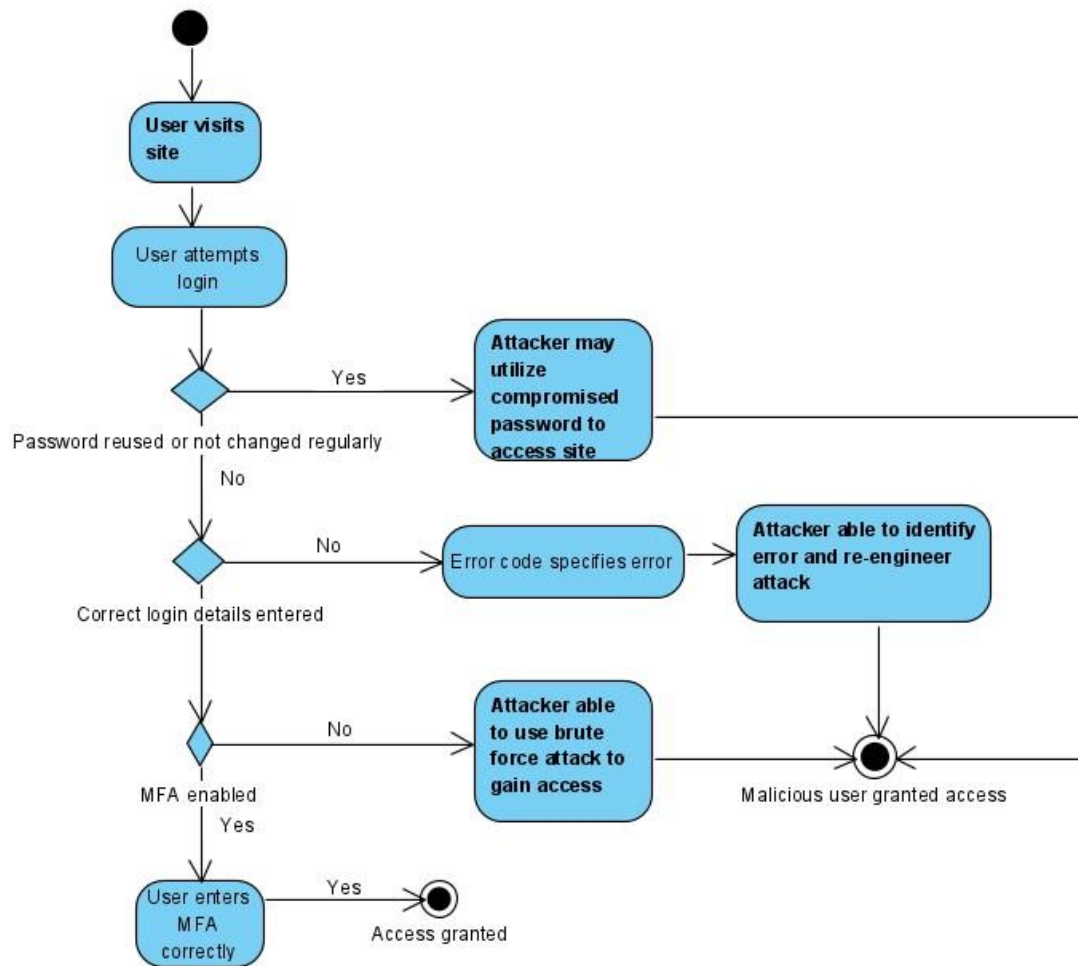 User visits
site
User attempts
login
Yes
Attacker may
utilize
compromised
password to
access site
Password reused or not changed regularly
No
No
Error code specifies error
Attacker able to identify
error and re-engineer
attack
Correct login details entered
No
Attacker able
to use brute
force attack to
gain access
MFA enabled
Malicious user granted access
Yes
User enters
MFA
correctly
Yes
Access granted